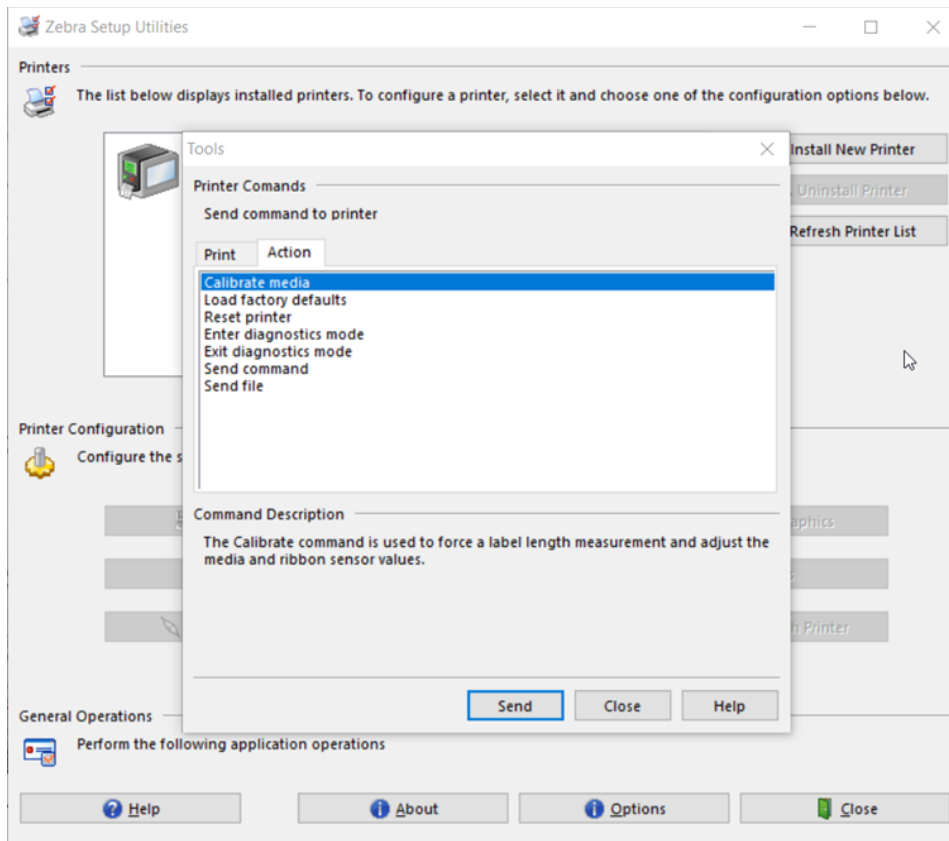 Zebra Setup Utilities
Printers
The list below displays installed printers. To configure a printer, select it and choose one of the configuration options below.
Tools
Install New Printer
Printer Comands
Uninstall Printer
Send command to printer
Refresh Printer List
Print
Action
Calibrate media
Load factory defaults
Reset printer
Enter diagnostics mode
Exit diagnostics mode
Send command
Send file
Printer Configuration
Configure the s
Command Description
aphics
The Calibrate command is used to force a label length measurement and adjust the
media and ribbon sensor values.
h Printer
Send
Close
Help
General Operations
Perform the following application operations
Help
About
Options
Close